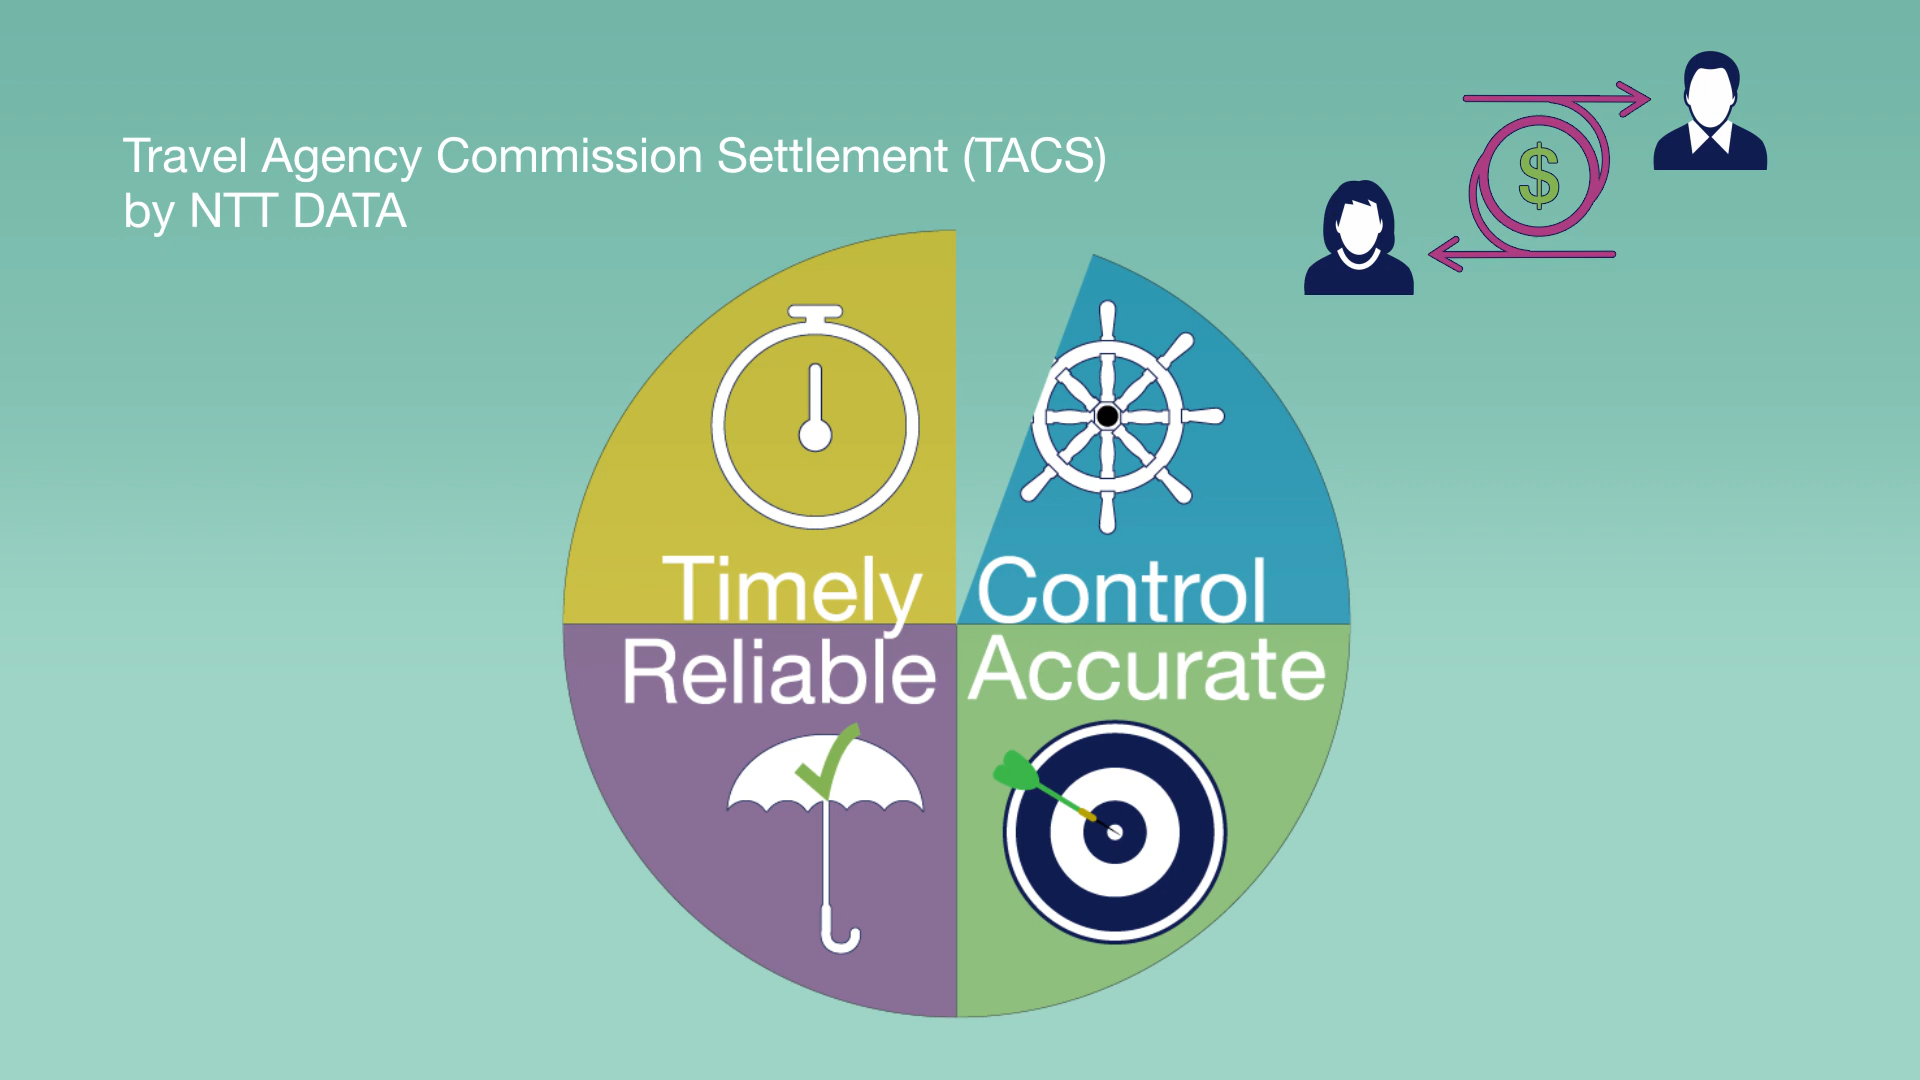 Travel Agency Commission Settlement (TACS)
by NTT DATA
$
Timely
Control
Reliable
Accurate